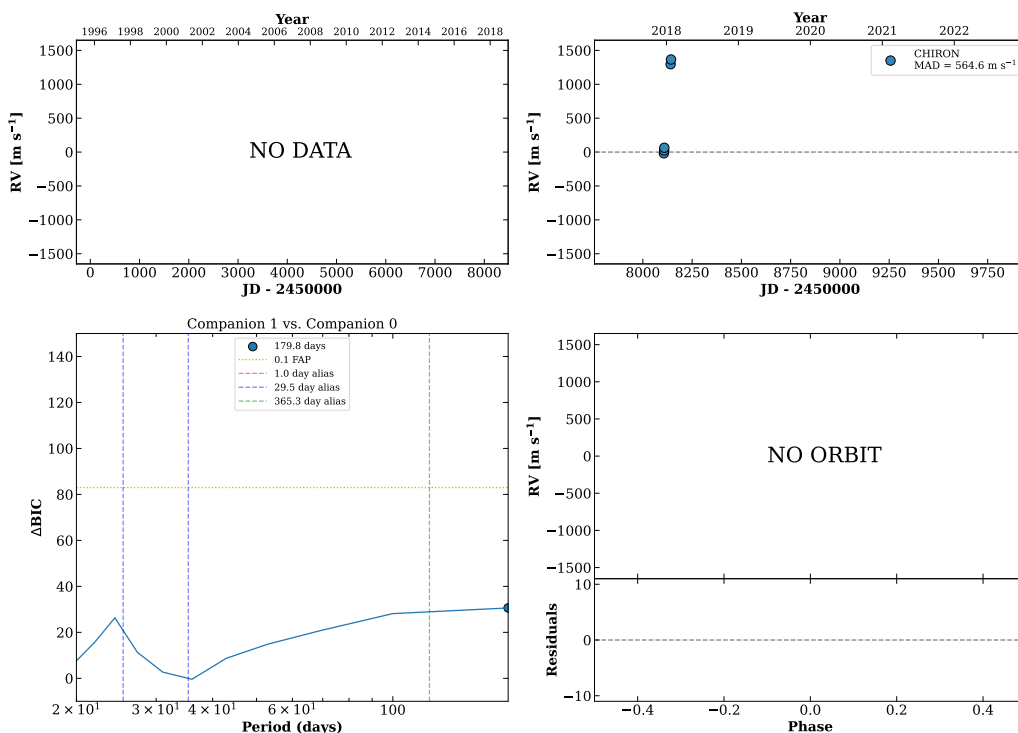 Year
1996 1998 2000 2002 2004 2006 2008 2010 2012 2014 2016 2018
1500
1000
500
0
−500
−1000
−1500
RV [m s⁻¹]
NO DATA
0 1000 2000 3000 4000 5000 6000 7000 8000
JD - 2450000
Year
2018 2019 2020 2021 2022
1500
1000
500
0
−500
−1000
−1500
RV [m s⁻¹]
CHIRON
MAD = 564.6 m s⁻¹
8000 8250 8500 8750 9000 9250 9500 9750
JD - 2450000
Companion 1 vs. Companion 0
140
120
100
80
60
40
20
0
ΔBIC
179.8 days
0.1 FAP
1.0 day alias
29.5 day alias
365.3 day alias
2 × 10¹ 3 × 10¹ 4 × 10¹ 6 × 10¹ 100
Period (days)
1500
1000
500
0
−500
−1000
−1500
RV [m s⁻¹]
NO ORBIT
10
0
−10
Residuals
−0.4 −0.2 0.0 0.2 0.4
Phase